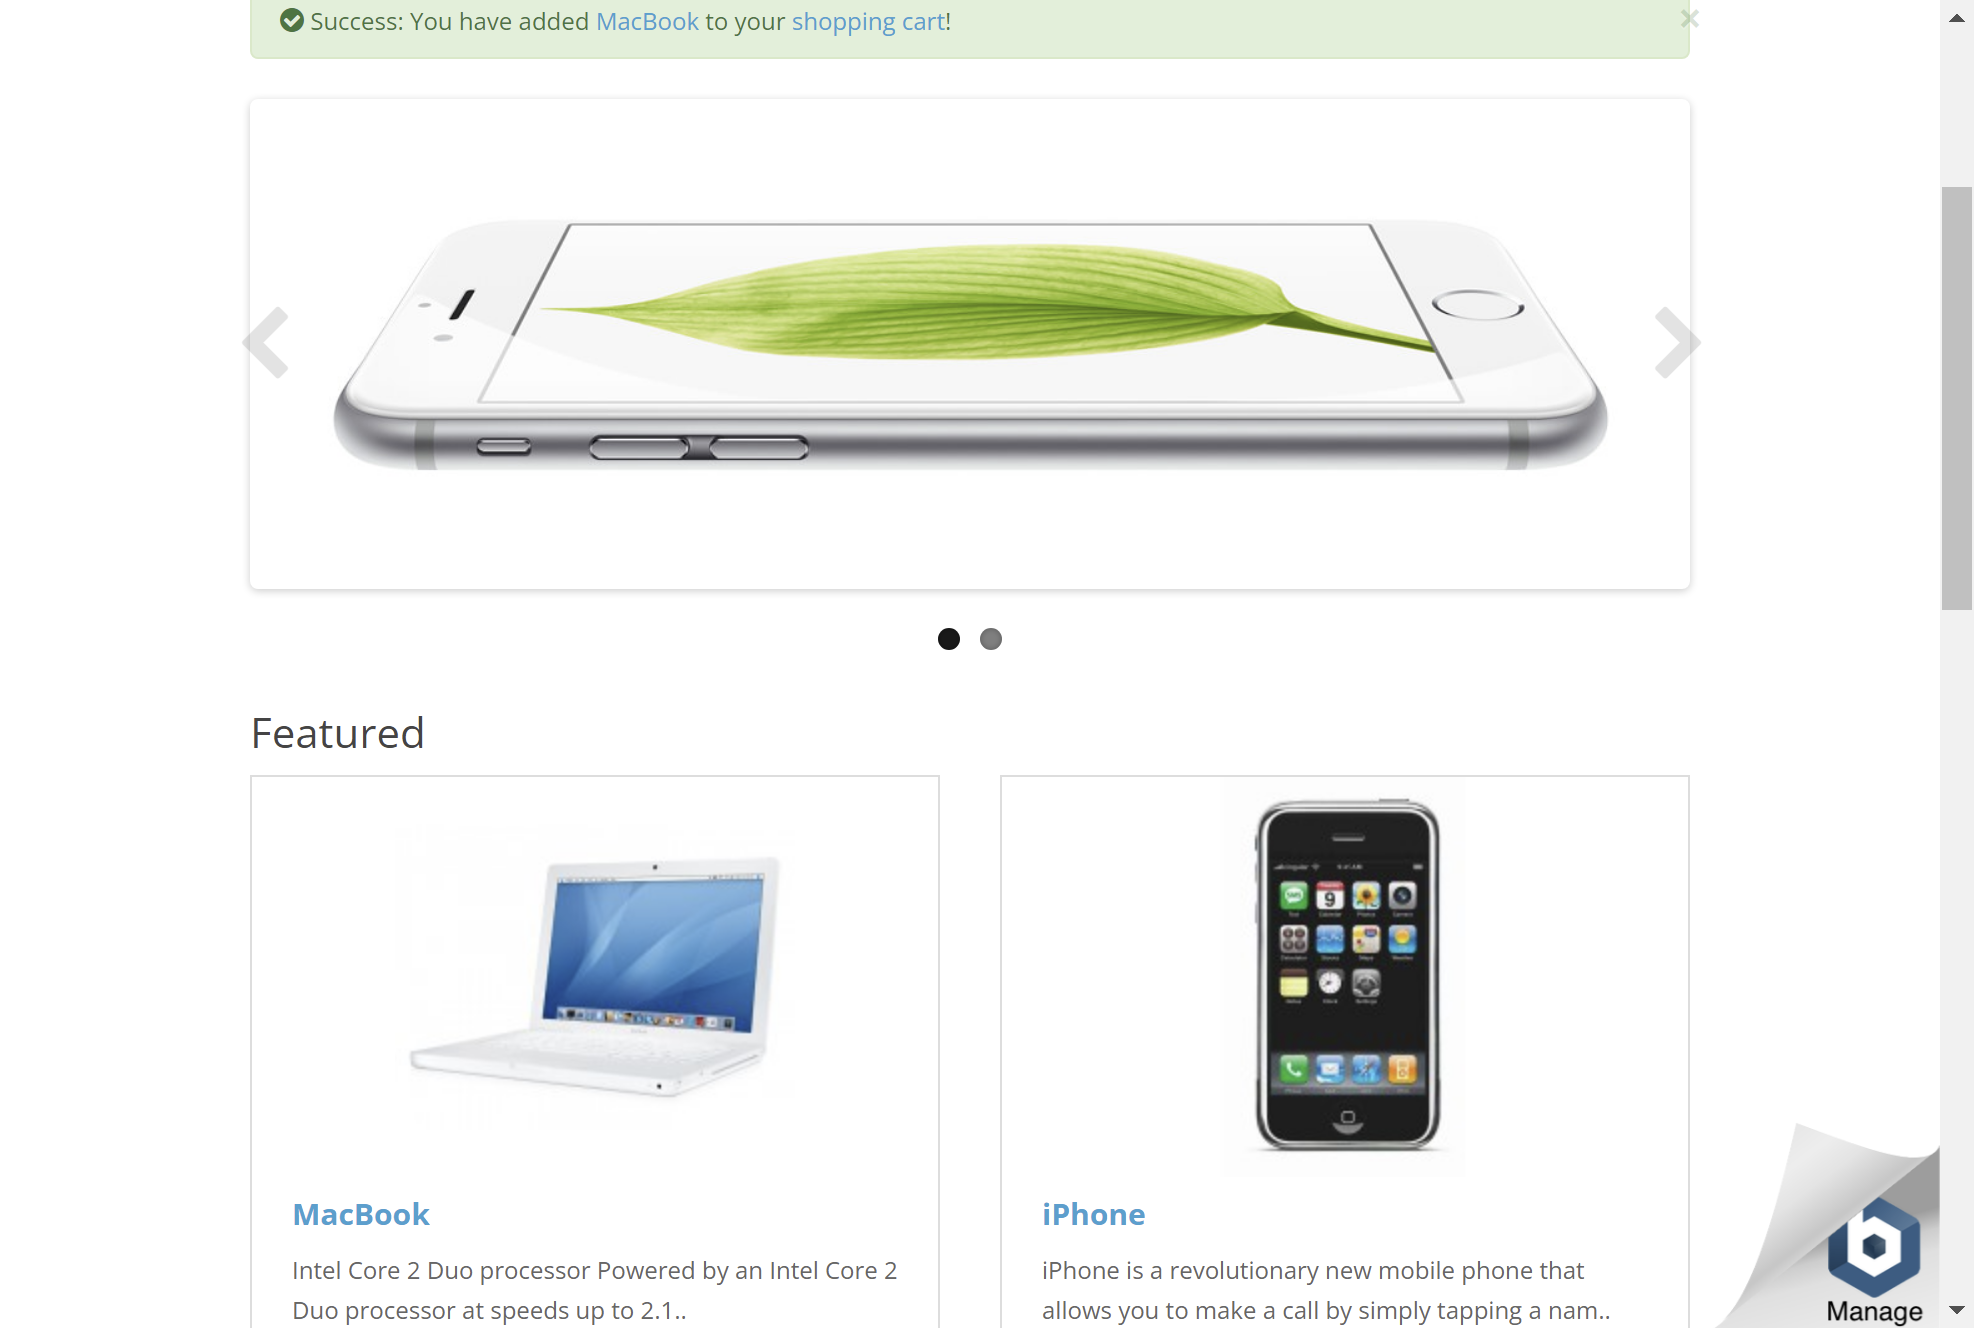 Success: You have added MacBook to your shopping cart!
×
Featured
MacBook
Intel Core 2 Duo processor Powered by an Intel Core 2
Duo processor at speeds up to 2.1..
iPhone
iPhone is a revolutionary new mobile phone that
allows you to make a call by simply tapping a nam..
9
b
Manage